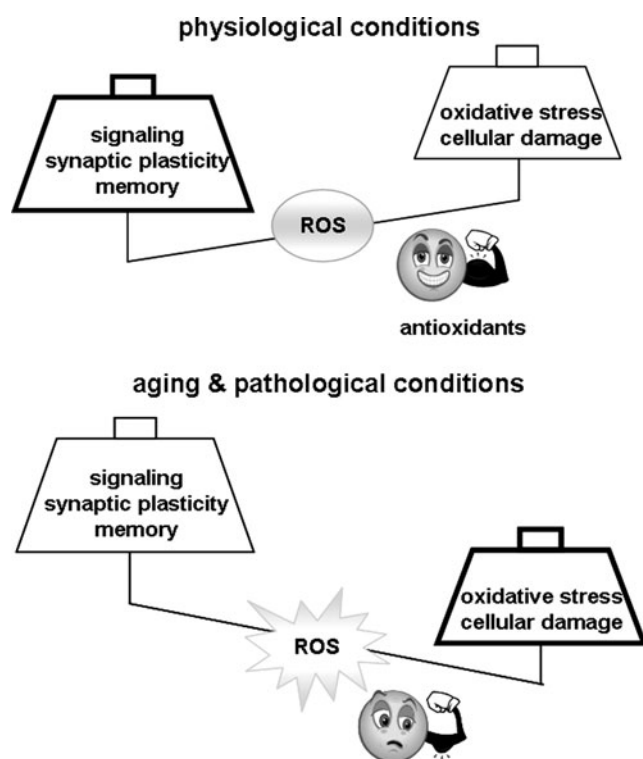 physiological conditions
signaling
synaptic plasticity
memory
oxidative stress
cellular damage
ROS
antioxidants
aging & pathological conditions
signaling
synaptic plasticity
memory
oxidative stress
cellular damage
ROS